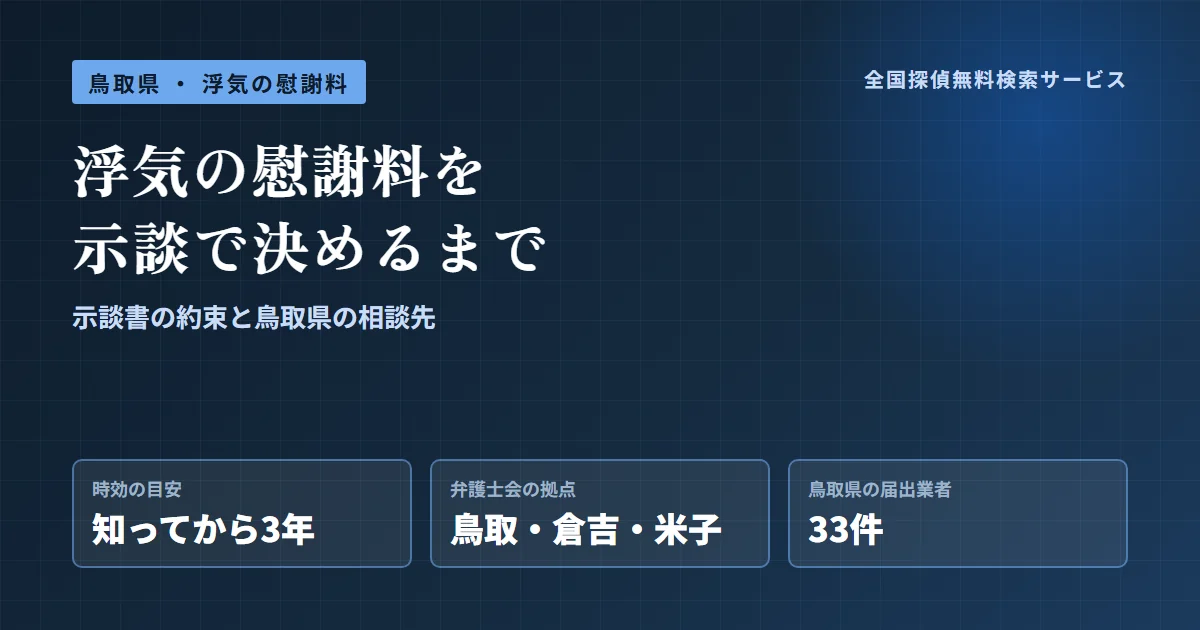 鳥取県 ・ 浮気の慰謝料
全国探偵無料検索サービス
浮気の慰謝料を
示談で決めるまで
示談書の約束と鳥取県の相談先
時効の目安
知ってから3年
弁護士会の拠点
鳥取・倉吉・米子
鳥取県の届出業者
33件